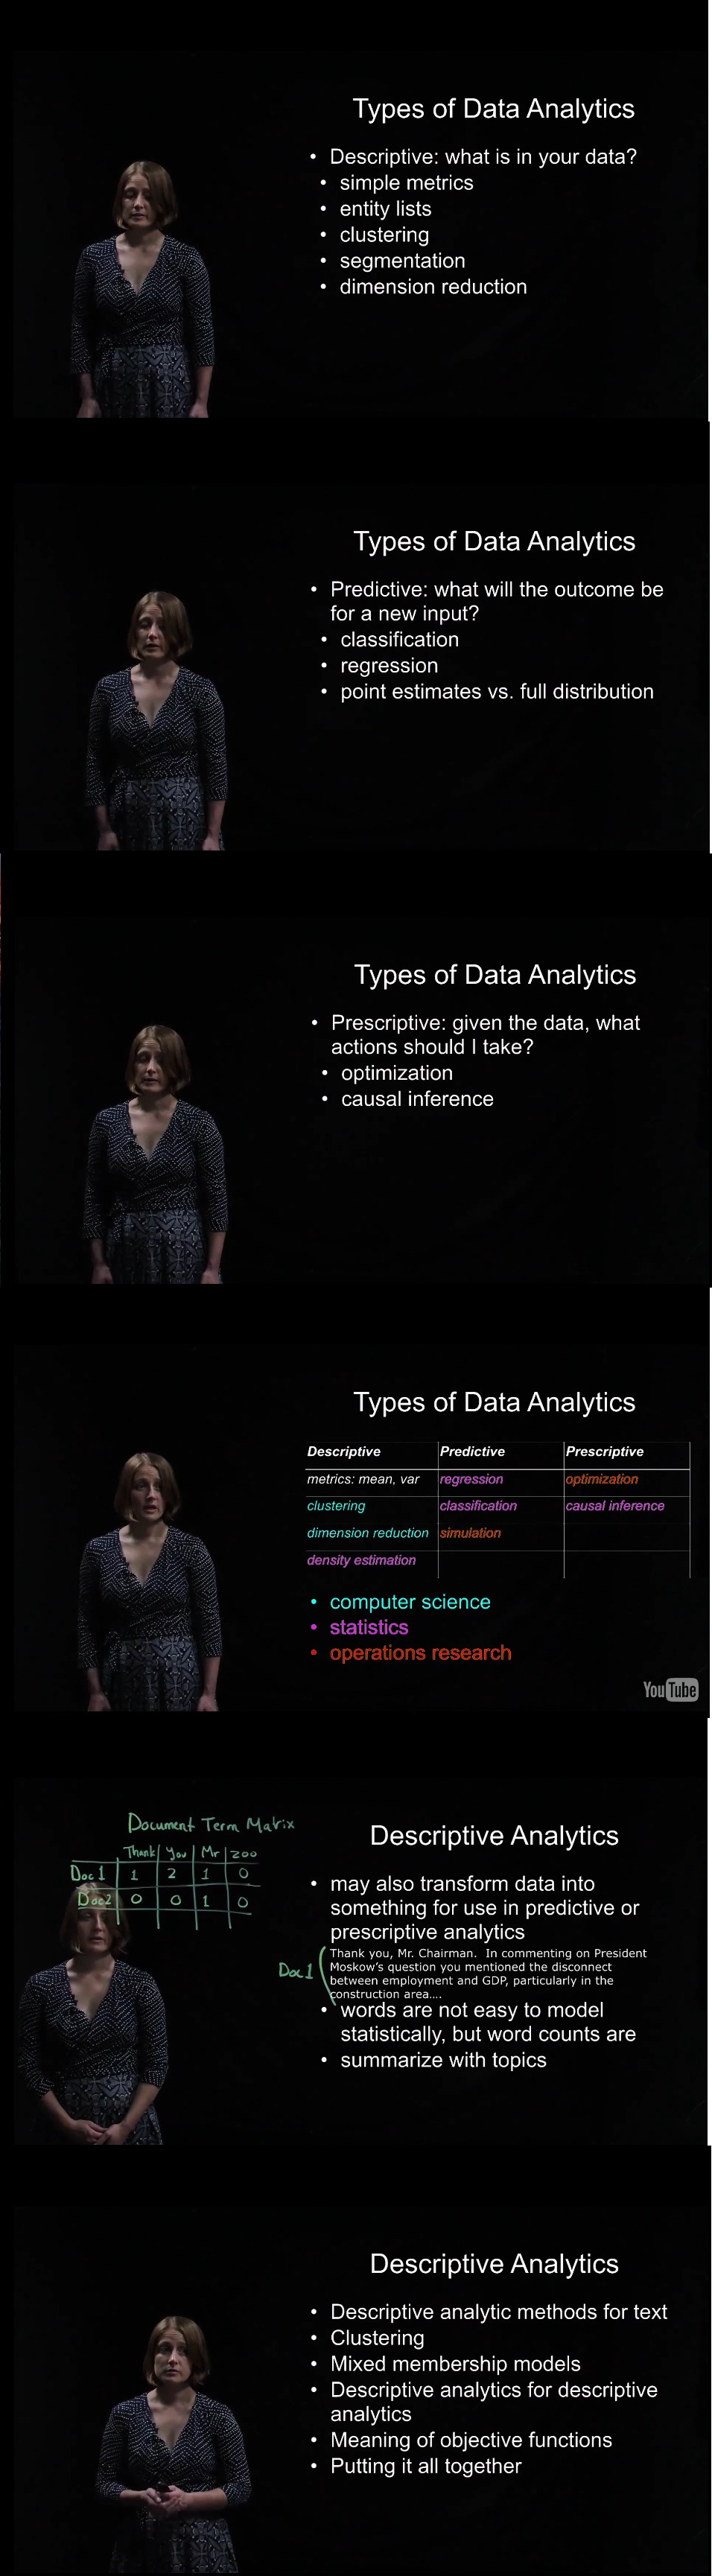 Types of Data Analytics
• Descriptive: what is in your data?
• simple metrics
• entity lists
• clustering
• segmentation
• dimension reduction
Types of Data Analytics
• Predictive: what will the outcome be
for a new input?
• classification
• regression
• point estimates vs. full distribution
Types of Data Analytics
• Prescriptive: given the data, what
actions should I take?
• optimization
• causal inference
Types of Data Analytics
Descriptive Predictive Prescriptive
metrics: mean, var regression optimization
clustering classification causal inference
dimension reduction simulation
density estimation
• computer science
• statistics
• operations research
YouTube
Document Term Matrix
Thank You Mr zoo
Doc 1 1 2 1 0
Doc2 0 0 1 0
Descriptive Analytics
• may also transform data into
something for use in predictive or
prescriptive analytics
Doc 1
Thank you, Mr. Chairman. In commenting on President
Moskow's question you mentioned the disconnect
between employment and GDP, particularly in the
construction area....
• words are not easy to model
statistically, but word counts are
• summarize with topics
Descriptive Analytics
• Descriptive analytic methods for text
• Clustering
• Mixed membership models
• Descriptive analytics for descriptive
analytics
• Meaning of objective functions
• Putting it all together